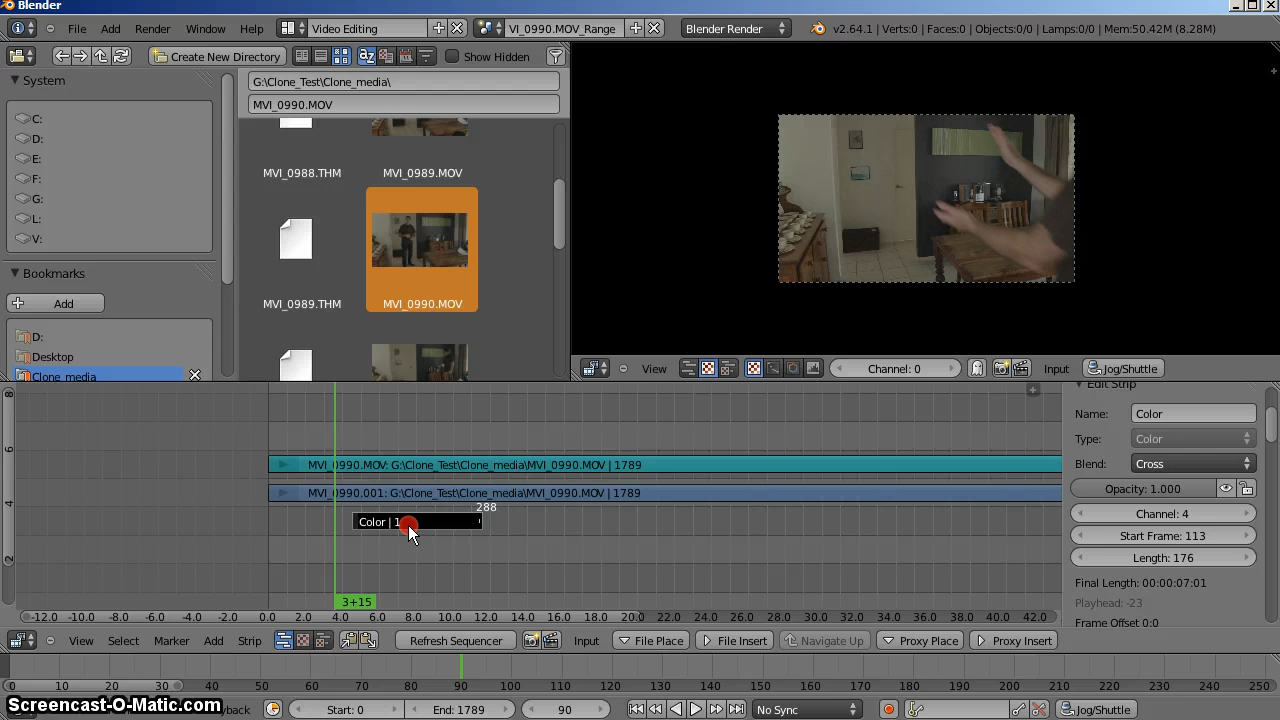 Blender
File Add Render Window Help Video Editing VI_0990.MOV_Range Blender Render v2.64.1 | Verts:0 | Faces:0 | Objects:0/0 | Lamps:0/0 | Mem:50.42M (8.28M)
Create New Directory Show Hidden
System
C:
D:
E:
F:
G:
L:
V:
Bookmarks
Add
D:
Desktop
Clone_media
G:\Clone_Test\Clone_media\
MVI_0990.MOV
MVI_0988.THM MVI_0989.MOV
MVI_0989.THM MVI_0990.MOV
View Channel: 0 Input Jog/Shuttle
8
6
4
2
MVI_0990.MOV: G:\Clone_Test\Clone_media\MVI_0990.MOV | 1789
MVI_0990.001: G:\Clone_Test\Clone_media\MVI_0990.MOV | 1789
288
Color | 1
3+15
-12.0 -10.0 -8.0 -6.0 -4.0 -2.0 0.0 2.0 4.0 6.0 8.0 10.0 12.0 14.0 16.0 18.0 20.0 22.0 24.0 26.0 28.0 30.0 32.0 34.0 36.0 38.0 40.0 42.0
Edit Strip
Name: Color
Type: Color
Blend: Cross
Opacity: 1.000
Channel: 4
Start Frame: 113
Length: 176
Final Length: 00:00:07:01
Playhead: -23
Frame Offset 0:0
View Select Marker Add Strip Refresh Sequencer Input File Place File Insert Navigate Up Proxy Place Proxy Insert
0 10 20 30 40 50 60 70 80 90 100 110 120 130 140 150 160 170 180 190 200 210 220 230 240 250
Screencast-O-Matic.com
yback Start: 0 End: 1789 90 No Sync Jog/Shuttle